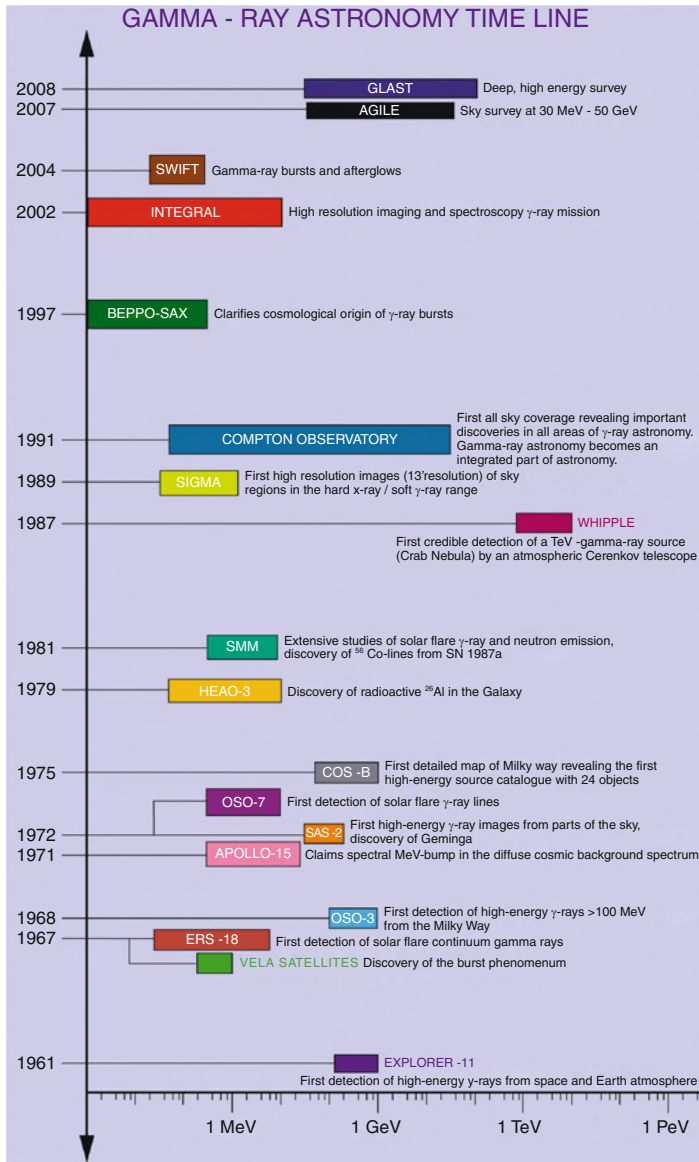 GAMMA - RAY ASTRONOMY TIME LINE
2008
GLAST
Deep, high energy survey
2007
AGILE
Sky survey at 30 MeV - 50 GeV
2004
SWIFT
Gamma-ray bursts and afterglows
2002
INTEGRAL
High resolution imaging and spectroscopy γ-ray mission
1997
BEPPO-SAX
Clarifies cosmological origin of γ-ray bursts
1991
COMPTON OBSERVATORY
First all sky coverage revealing important
discoveries in all areas of γ-ray astronomy.
Gamma-ray astronomy becomes an
integrated part of astronomy.
1989
SIGMA
First high resolution images (13'resolution) of sky
regions in the hard x-ray / soft γ-ray range
1987
WHIPPLE
First credible detection of a TeV -gamma-ray source
(Crab Nebula) by an atmospheric Cerenkov telescope
1981
SMM
Extensive studies of solar flare γ-ray and neutron emission,
discovery of ⁵⁶ Co-lines from SN 1987a
1979
HEAO-3
Discovery of radioactive ²⁶Al in the Galaxy
1975
COS -B
First detailed map of Milky way revealing the first
high-energy source catalogue with 24 objects
OSO-7
First detection of solar flare γ-ray lines
1972
SAS -2
First high-energy γ-ray images from parts of the sky,
discovery of Geminga
1971
APOLLO-15
Claims spectral MeV-bump in the diffuse cosmic background spectrum
1968
OSO-3
First detection of high-energy γ-rays >100 MeV
from the Milky Way
1967
ERS -18
First detection of solar flare continuum gamma rays
VELA SATELLITES
Discovery of the burst phenomenum
1961
EXPLORER -11
First detection of high-energy y-rays from space and Earth atmosphere
1 MeV
1 GeV
1 TeV
1 PeV